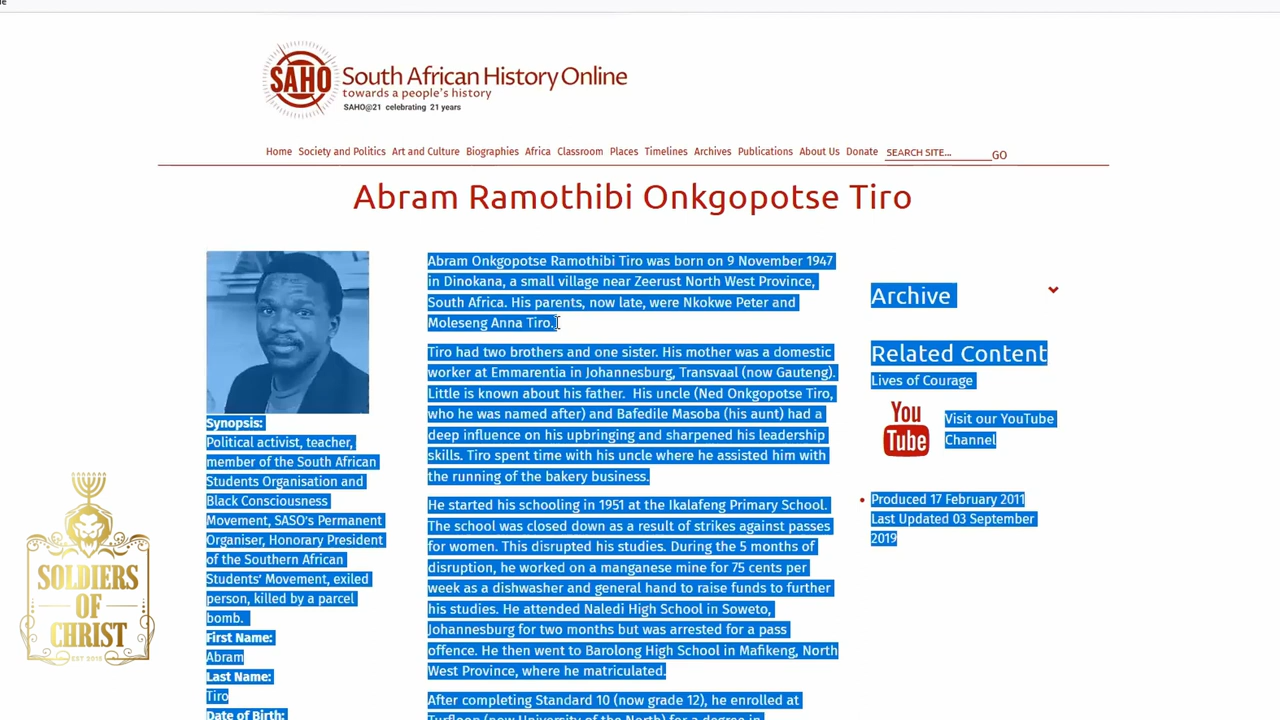 SAHO
South African History Online
towards a people's history
SAHO@21 celebrating 21 years
Home Society and Politics Art and Culture Biographies Africa Classroom Places Timelines Archives Publications About Us Donate SEARCH SITE... GO
Abram Ramothibi Onkgopotse Tiro
Synopsis:
Political activist, teacher,
member of the South African
Students Organisation and
Black Consciousness
Movement, SASO's Permanent
Organiser, Honorary President
of the Southern African
Students' Movement, exiled
person, killed by a parcel
bomb.
First Name:
Abram
Last Name:
Tiro
Date of Birth:
Abram Onkgopotse Ramothibi Tiro was born on 9 November 1947
in Dinokana, a small village near Zeerust North West Province,
South Africa. His parents, now late, were Nkokwe Peter and
Moleseng Anna Tiro.
Tiro had two brothers and one sister. His mother was a domestic
worker at Emmarentia in Johannesburg, Transvaal (now Gauteng).
Little is known about his father. His uncle (Ned Onkgopotse Tiro,
who he was named after) and Bafedile Masoba (his aunt) had a
deep influence on his upbringing and sharpened his leadership
skills. Tiro spent time with his uncle where he assisted him with
the running of the bakery business.
He started his schooling in 1951 at the Ikalafeng Primary School.
The school was closed down as a result of strikes against passes
for women. This disrupted his studies. During the 5 months of
disruption, he worked on a manganese mine for 75 cents per
week as a dishwasher and general hand to raise funds to further
his studies. He attended Naledi High School in Soweto,
Johannesburg for two months but was arrested for a pass
offence. He then went to Barolong High School in Mafikeng, North
West Province, where he matriculated.
After completing Standard 10 (now grade 12), he enrolled at
Turfloop (now University of the North) for a degree in
Archive
Related Content
Lives of Courage
You
Tube
Visit our YouTube
Channel
Produced 17 February 2011
Last Updated 03 September
2019
SOLDIERS
OF
CHRIST
EST 2015